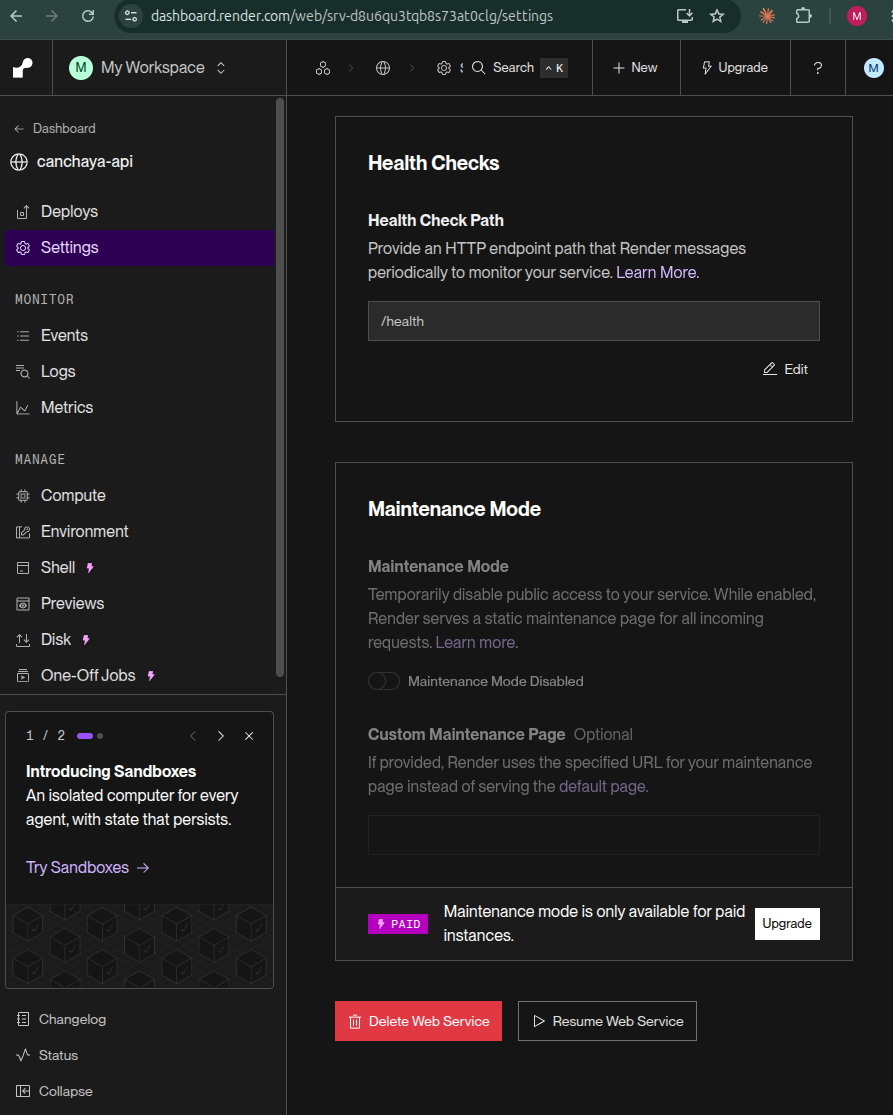 dashboard.render.com/web/srv-d8u6qu3tqb8s73at0clg/settings
M
M My Workspace
Search ^ K
+ New
Upgrade
?
M
← Dashboard
canchaya-api
Deploys
Settings
MONITOR
Events
Logs
Metrics
MANAGE
Compute
Environment
Shell
Previews
Disk
One-Off Jobs
1 / 2
Introducing Sandboxes
An isolated computer for every
agent, with state that persists.
Try Sandboxes →
Changelog
Status
Collapse
Health Checks
Health Check Path
Provide an HTTP endpoint path that Render messages
periodically to monitor your service. Learn More.
/health
Edit
Maintenance Mode
Maintenance Mode
Temporarily disable public access to your service. While enabled,
Render serves a static maintenance page for all incoming
requests. Learn more.
Maintenance Mode Disabled
Custom Maintenance Page Optional
If provided, Render uses the specified URL for your maintenance
page instead of serving the default page.
PAID
Maintenance mode is only available for paid
instances.
Upgrade
Delete Web Service
Resume Web Service